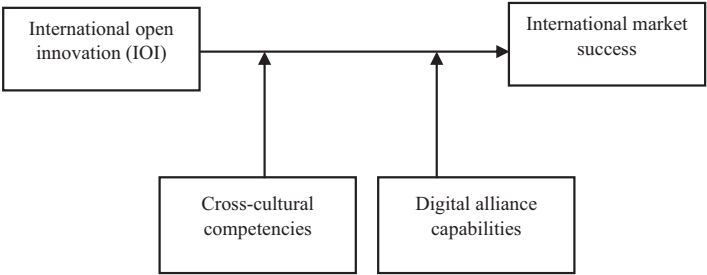 International open
innovation (IOI)
International market
success
Cross-cultural
competencies
Digital alliance
capabilities